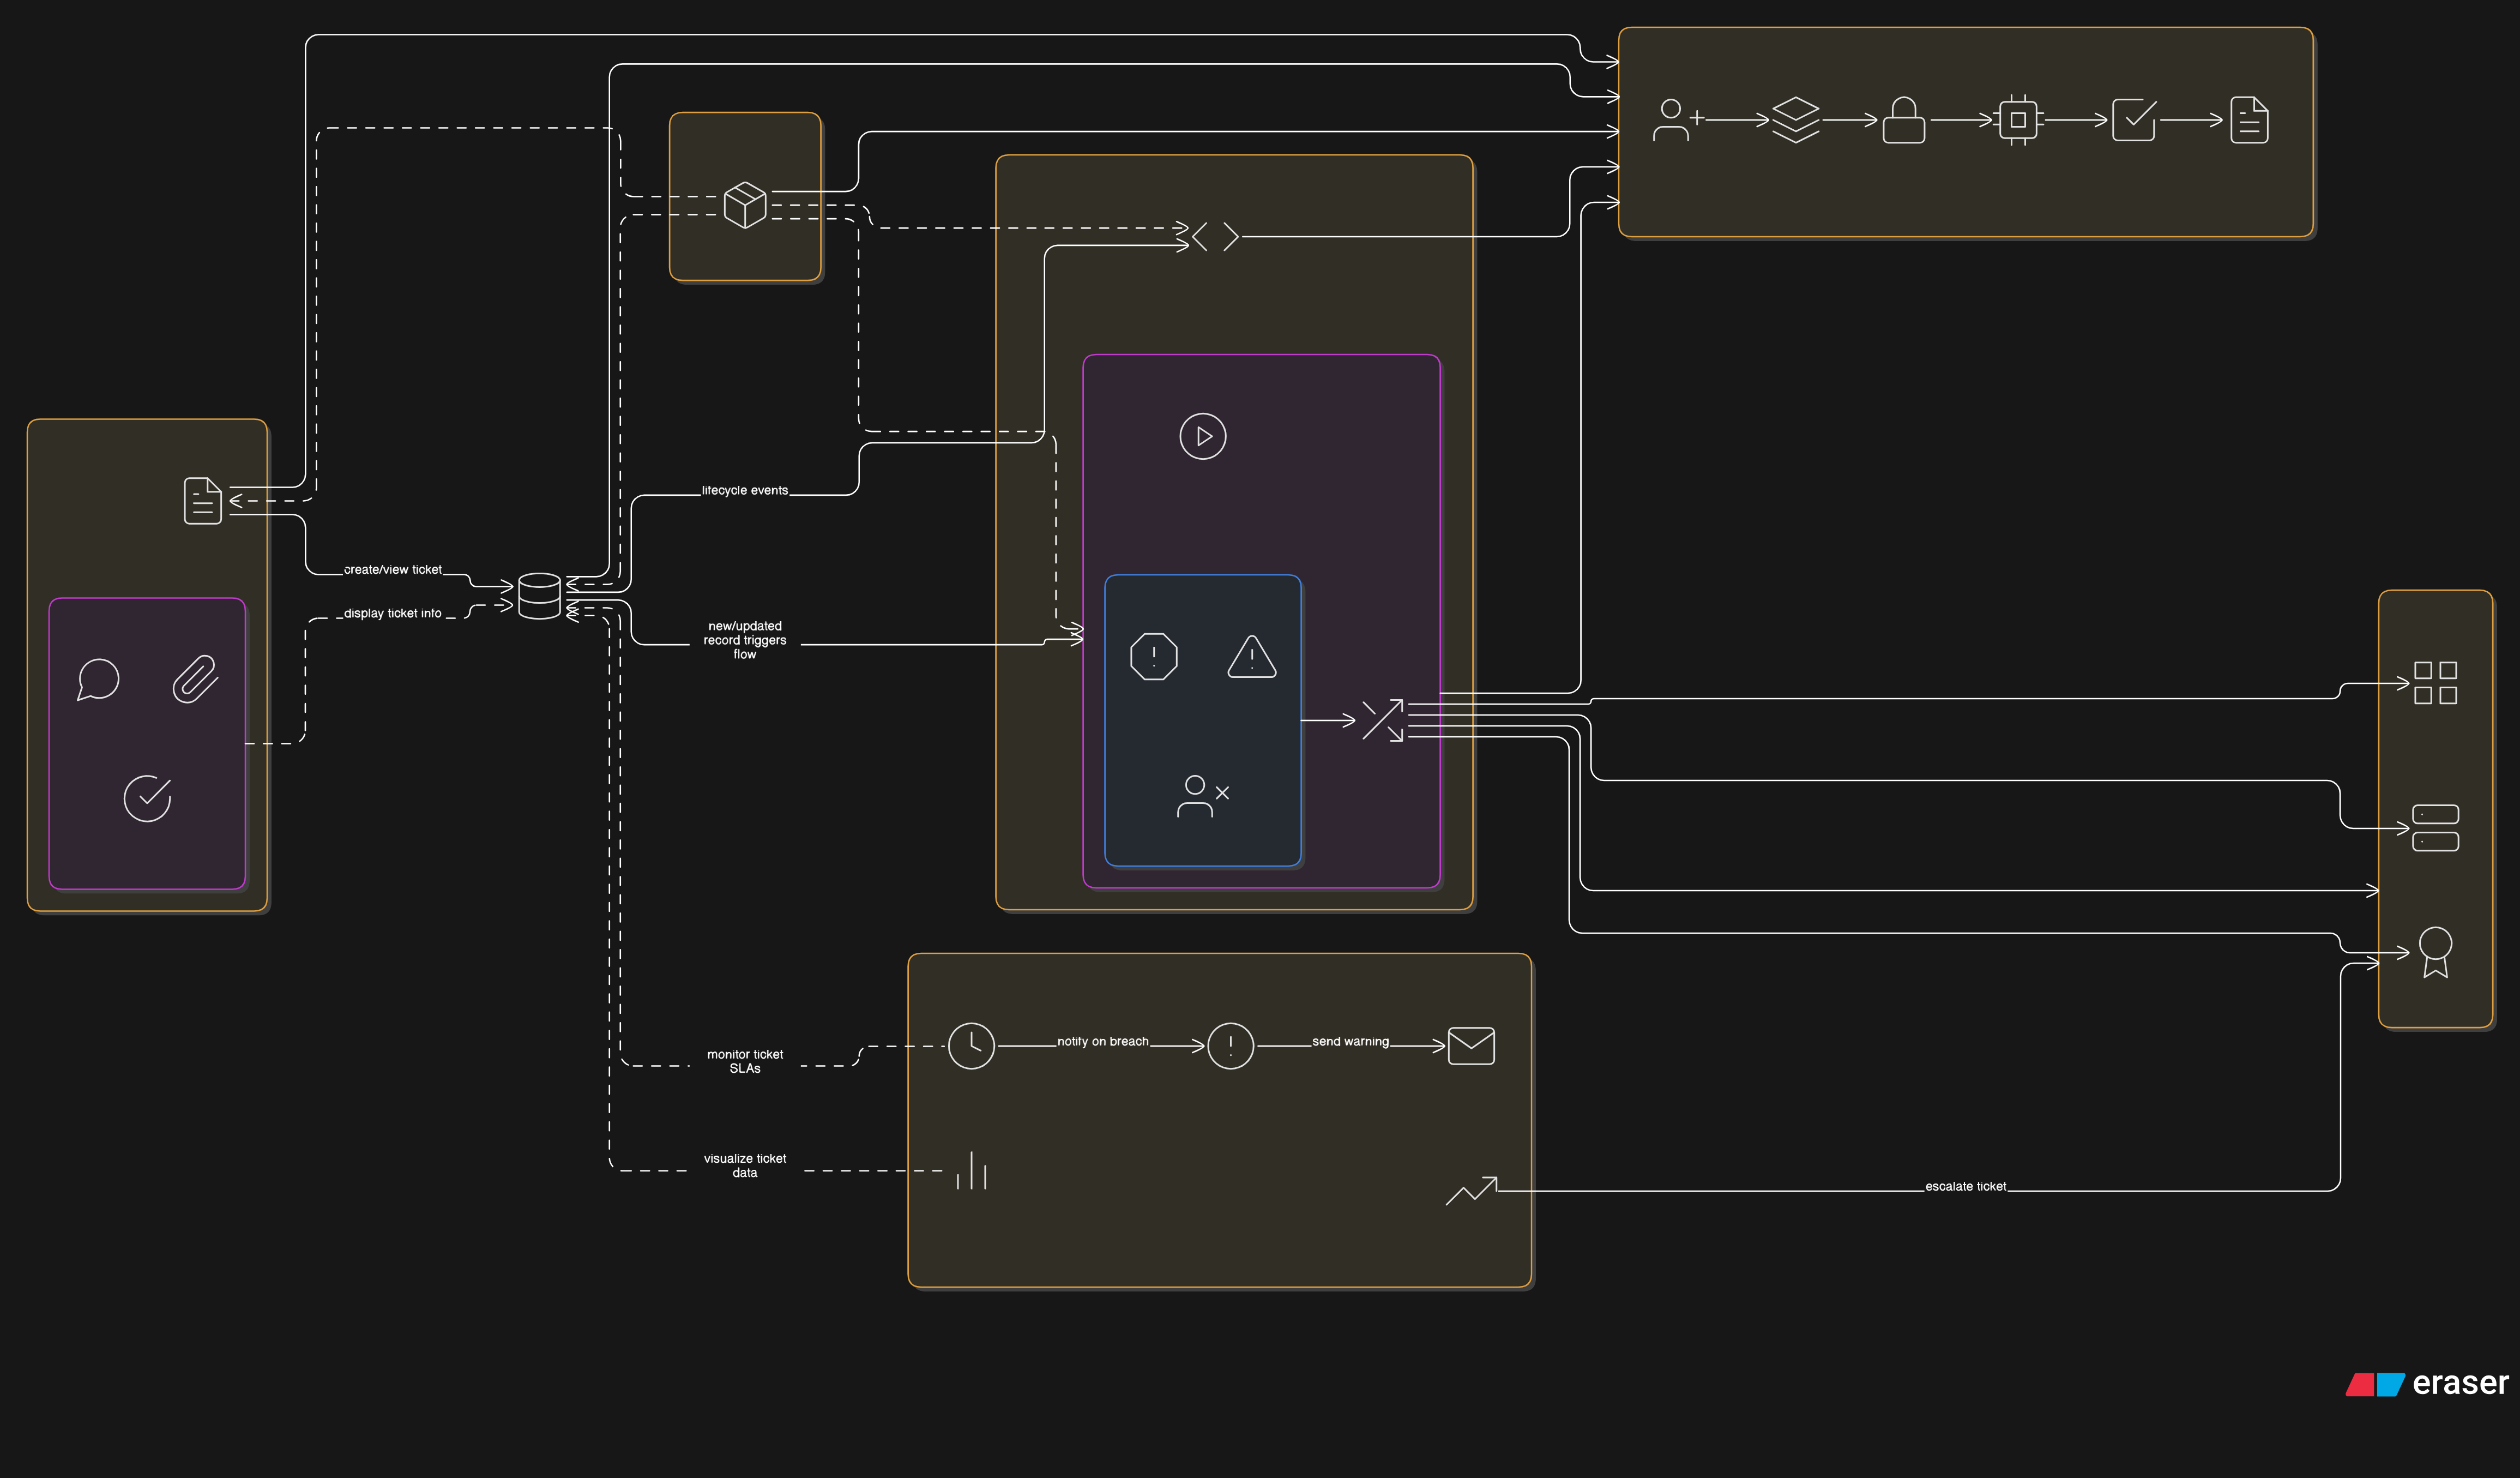 lifecycle events
create/view ticket
display ticket info
new/updated
record triggers
flow
monitor ticket
SLAs
notify on breach
send warning
visualize ticket
data
escalate ticket
eraser